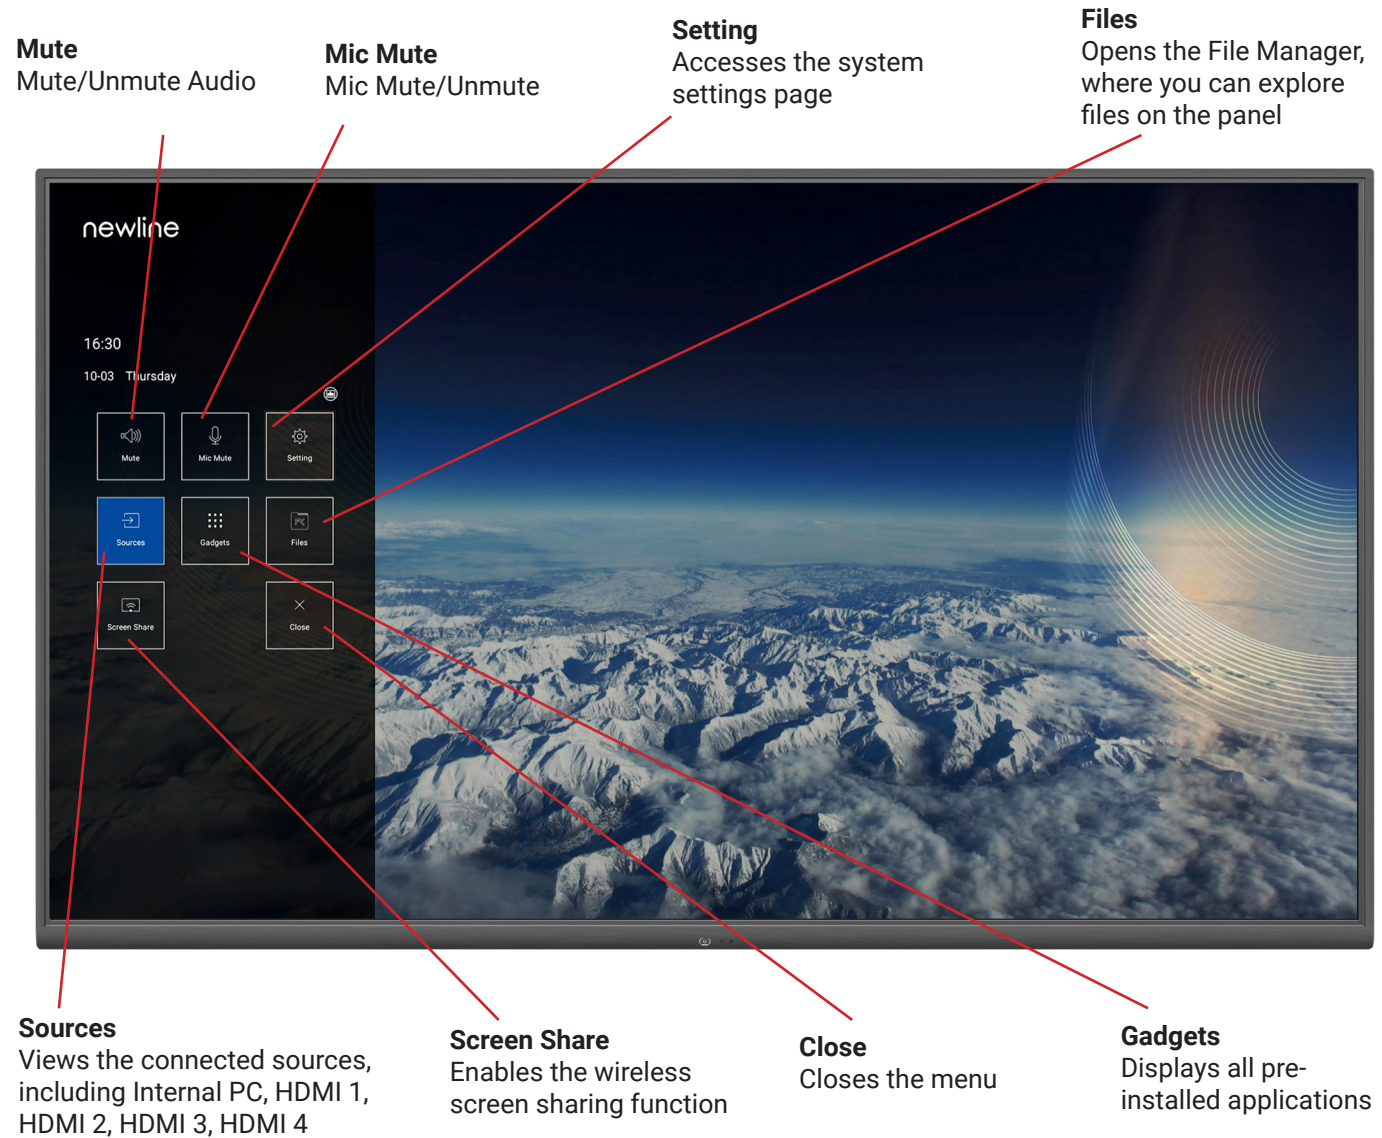 Mute
Mute/Unmute Audio
Mic Mute
Mic Mute/Unmute
Setting
Accesses the system
settings page
Files
Opens the File Manager,
where you can explore
files on the panel
newline
16:30
10-03 Thursday
Mute
Mic Mute
Setting
Sources
Gadgets
Files
Screen Share
Close
Sources
Views the connected sources,
including Internal PC, HDMI 1,
HDMI 2, HDMI 3, HDMI 4
Screen Share
Enables the wireless
screen sharing function
Close
Closes the menu
Gadgets
Displays all pre-
installed applications